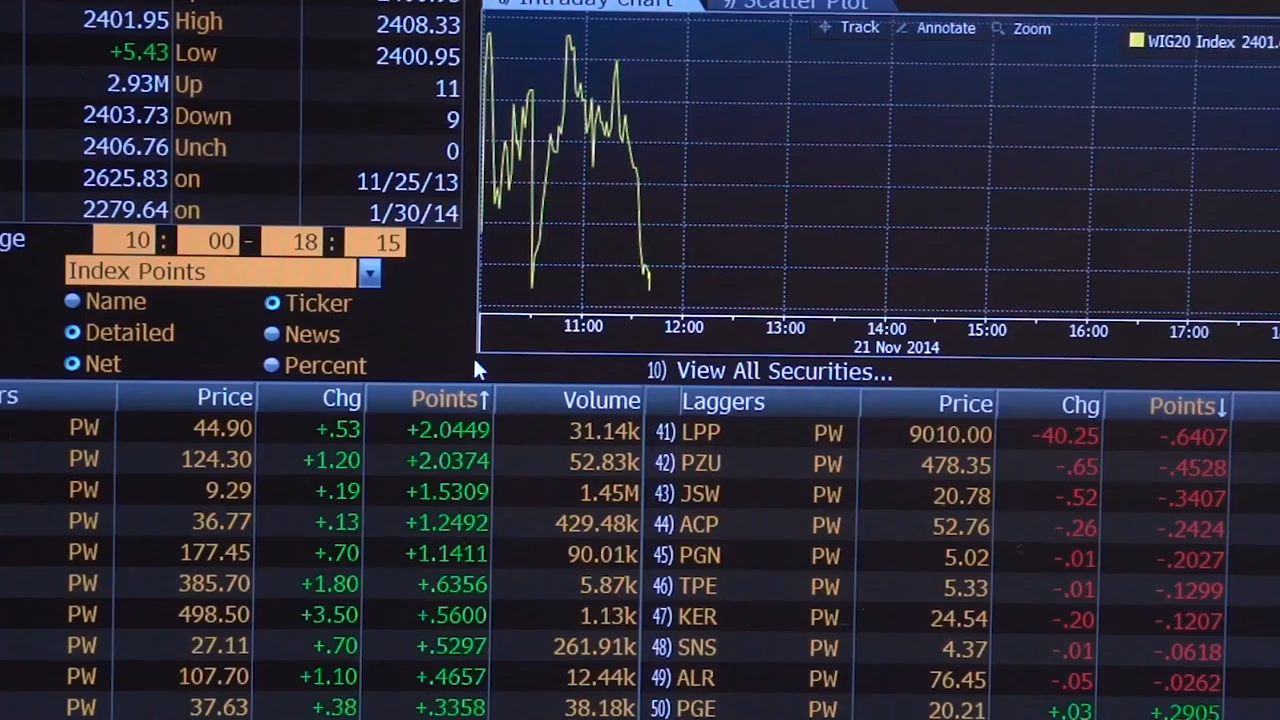 Intraday Chart Scatter Plot
2401.95 High 2408.33
+5.43 Low 2400.95
2.93M Up 11
2403.73 Down 9
2406.76 Unch 0
2625.83 on 11/25/13
2279.64 on 1/30/14
Track Annotate Zoom
WIG20 Index 2401.
ge 10 : 00 - 18 : 15
Index Points
Name Ticker
Detailed News
Net Percent
11:00 12:00 13:00 14:00 15:00 16:00 17:00
21 Nov 2014
10) View All Securities...
rs Price Chg Points↑ Volume Laggers Price Chg Points↓
PW 44.90 +.53 +2.0449 31.14k 41) LPP PW 9010.00 -40.25 -.6407
PW 124.30 +1.20 +2.0374 52.83k 42) PZU PW 478.35 -.65 -.4528
PW 9.29 +.19 +1.5309 1.45M 43) JSW PW 20.78 -.52 -.3407
PW 36.77 +.13 +1.2492 429.48k 44) ACP PW 52.76 -.26 -.2424
PW 177.45 +.70 +1.1411 90.01k 45) PGN PW 5.02 -.01 -.2027
PW 385.70 +1.80 +.6356 5.87k 46) TPE PW 5.33 -.01 -.1299
PW 498.50 +3.50 +.5600 1.13k 47) KER PW 24.54 -.20 -.1207
PW 27.11 +.70 +.5297 261.91k 48) SNS PW 4.37 -.01 -.0618
PW 107.70 +1.10 +.4657 12.44k 49) ALR PW 76.45 -.05 -.0262
PW 37.63 +.38 +.3358 38.18k 50) PGE PW 20.21 +.03 +.2905